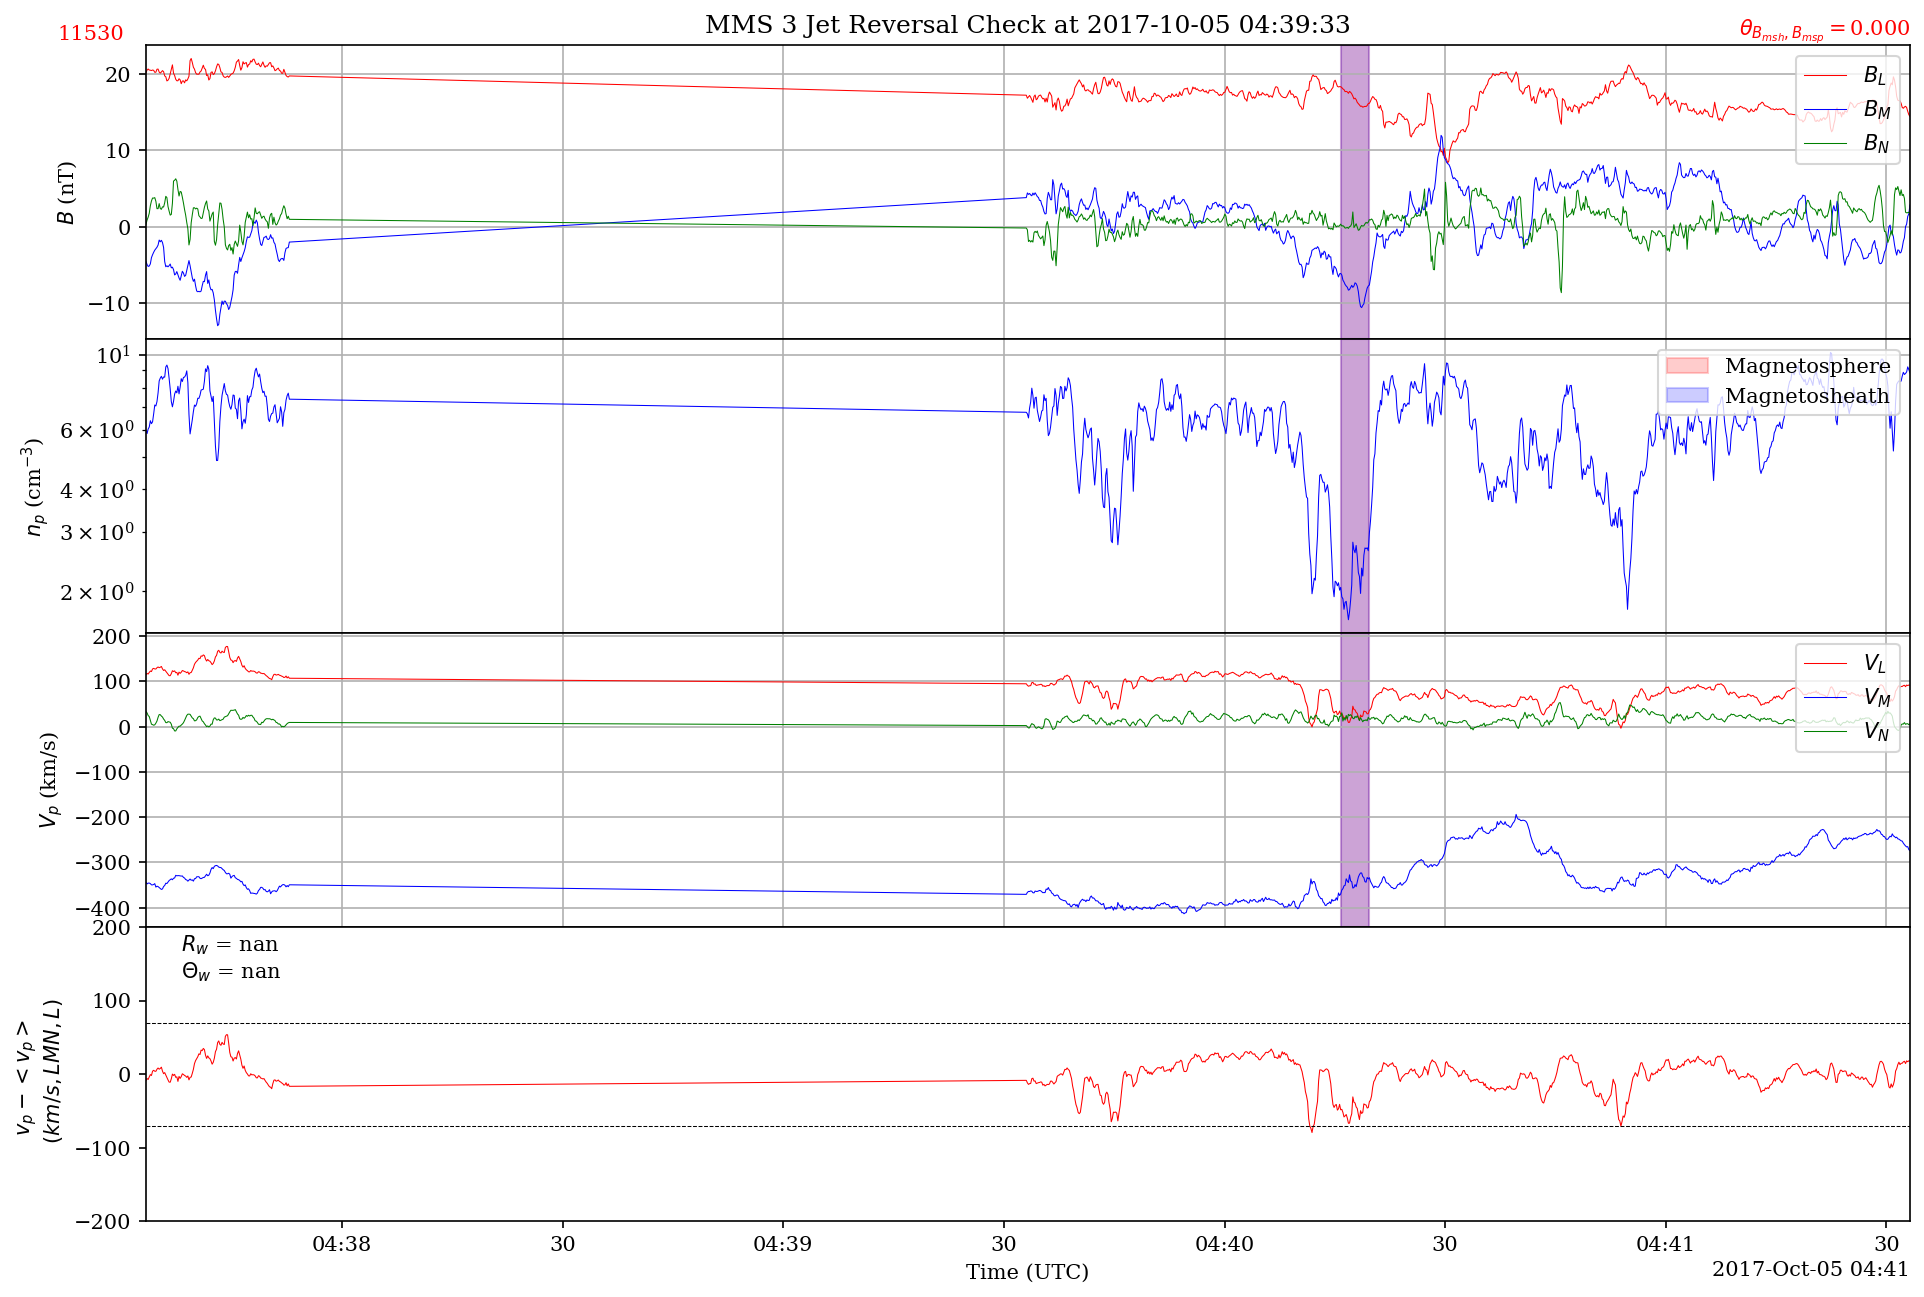 11530
MMS 3 Jet Reversal Check at 2017-10-05 04:39:33
θ_{B_{msh}, B_{msp}} = 0.000
20
10
0
−10
B (nT)
B_L
B_M
B_N
10^1
6 × 10^0
4 × 10^0
3 × 10^0
2 × 10^0
n_p (cm^{−3})
Magnetosphere
Magnetosheath
200
100
0
−100
−200
−300
−400
V_p (km/s)
V_L
V_M
V_N
200
100
0
−100
−200
v_p − < v_p >
(km/s, LMN, L)
R_w = nan
Θ_w = nan
04:38
30
04:39
30
04:40
30
04:41
30
Time (UTC)
2017-Oct-05 04:41